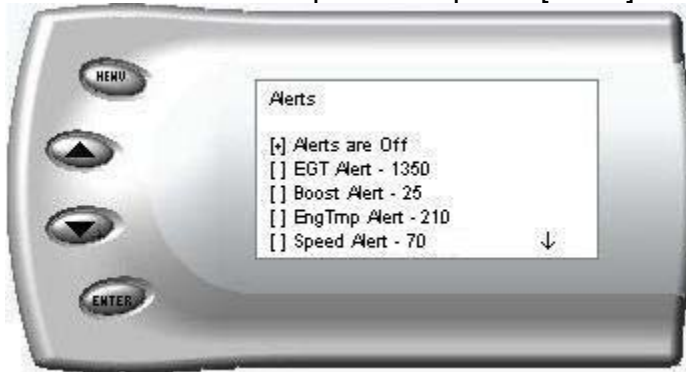 MENU
Alerts
[+] Alerts are Off
[ ] EGT Alert - 1350
[ ] Boost Alert - 25
[ ] EngTmp Alert - 210
[ ] Speed Alert - 70 ↓
ENTER